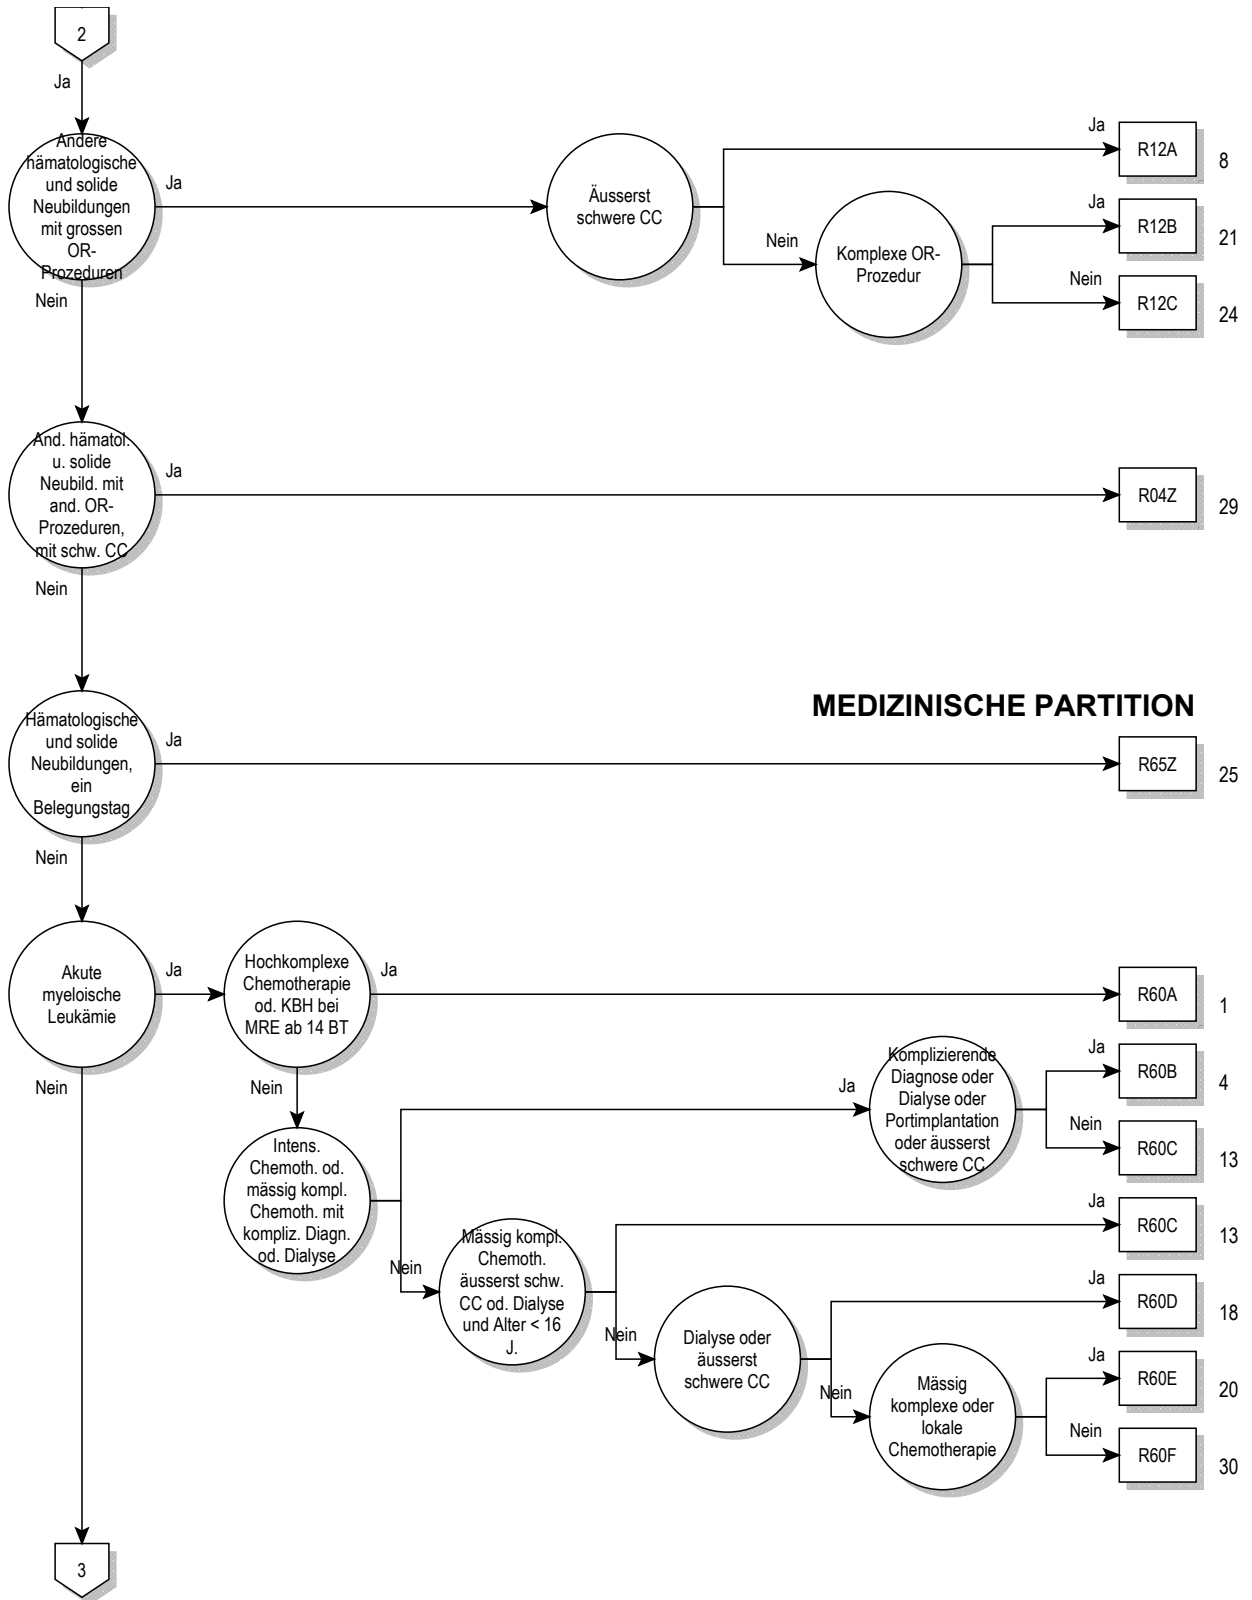 2
Ja
Andere
hämatologische
und solide
Neubildungen
mit grossen
OR-
Prozeduren
Ja
Nein
Äusserst
schwere CC
Ja
R12A
8
Nein
Komplexe OR-
Prozedur
Ja
R12B
21
Nein
R12C
24
And. hämatol.
u. solide
Neubild. mit
and. OR-
Prozeduren,
mit schw. CC
Ja
Nein
R04Z
29
MEDIZINISCHE PARTITION
Hämatologische
und solide
Neubildungen,
ein
Belegungstag
Ja
Nein
R65Z
25
Akute
myeloische
Leukämie
Ja
Nein
Hochkomplexe
Chemotherapie
od. KBH bei
MRE ab 14 BT
Ja
Nein
R60A
1
Intens.
Chemoth. od.
mässig kompl.
Chemoth. mit
kompliz. Diagn.
od. Dialyse
Ja
Komplizierende
Diagnose oder
Dialyse oder
Portimplantation
oder äusserst
schwere CC
Ja
R60B
4
Nein
R60C
13
Nein
Mässig kompl.
Chemoth.
äusserst schw.
CC od. Dialyse
und Alter < 16
J.
Ja
R60C
13
Nein
Dialyse oder
äusserst
schwere CC
Ja
R60D
18
Nein
Mässig
komplexe oder
lokale
Chemotherapie
Ja
R60E
20
Nein
R60F
30
3